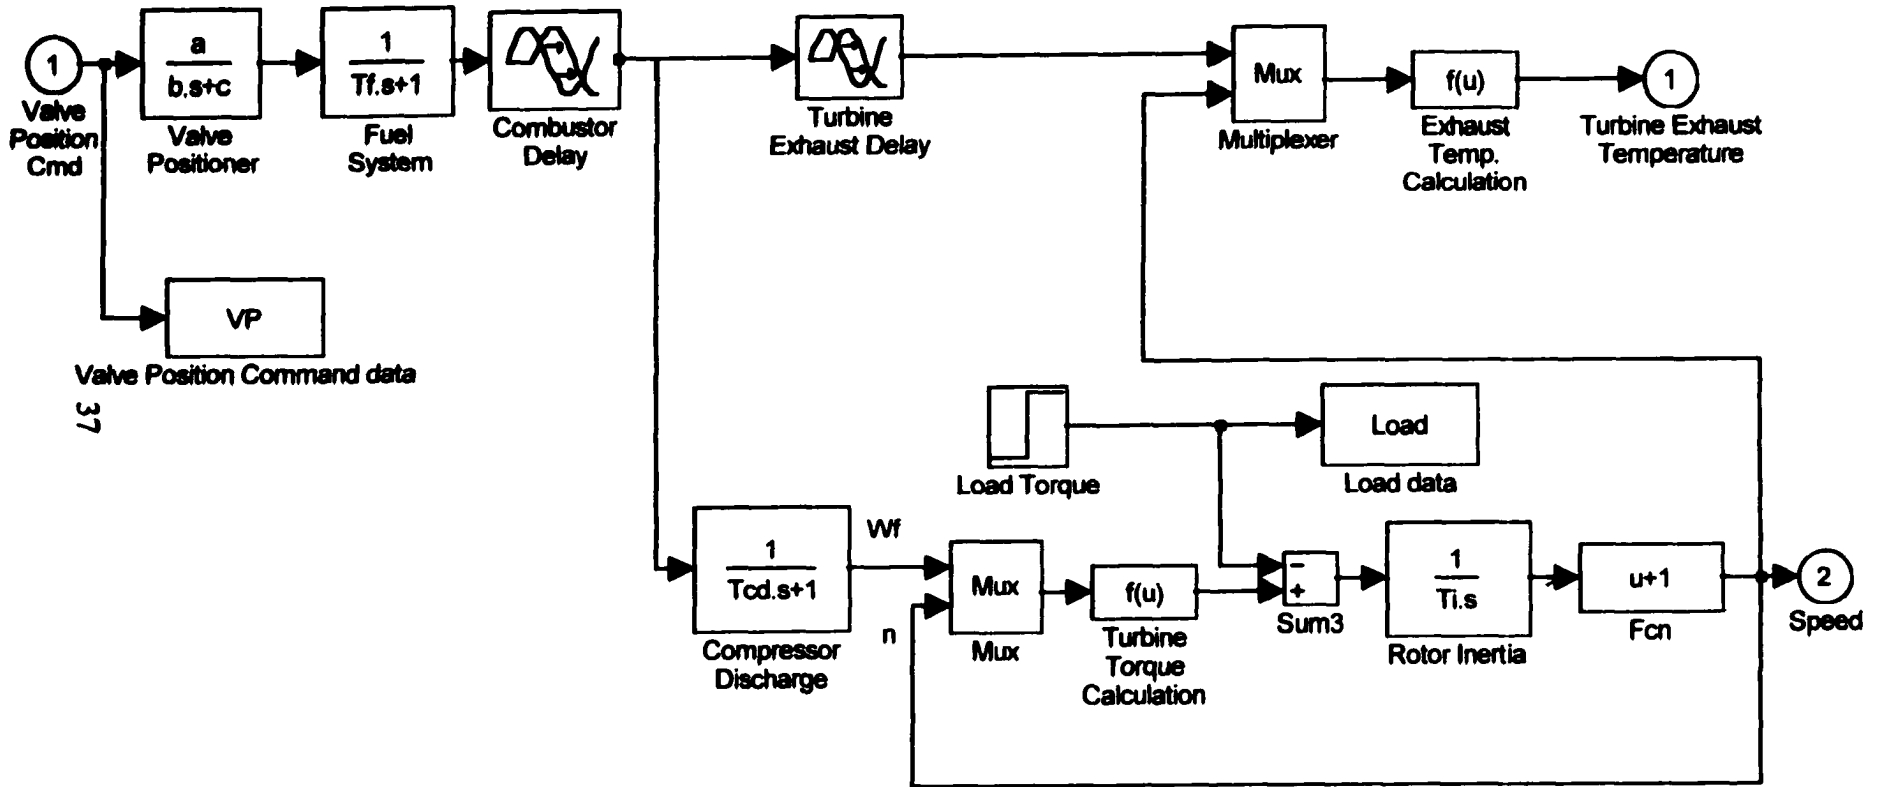 1
Valve
Position
Cmd
a
b.s+c
Valve
Positioner
1
Tf.s+1
Fuel
System
Combustor
Delay
Turbine
Exhaust Delay
Mux
Multiplexer
f(u)
Exhaust
Temp.
Calculation
1
Turbine Exhaust
Temperature
VP
Valve Position Command data
37
Load Torque
Load
Load data
1
Tcd.s+1
Compressor
Discharge
Wf
n
Mux
Mux
f(u)
Turbine
Torque
Calculation
−
+
Sum3
1
Ti.s
Rotor Inertia
u+1
Fcn
2
Speed